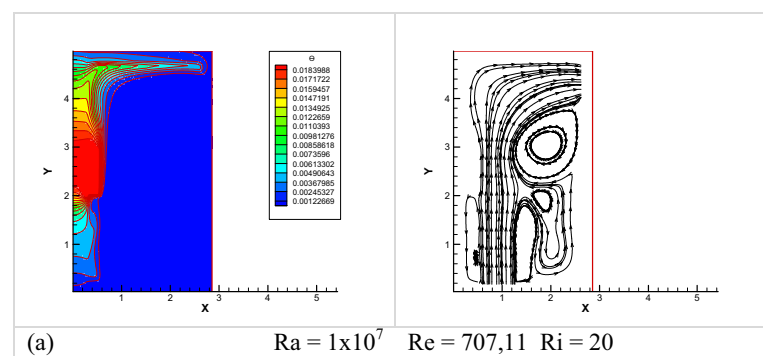 Θ
0.0183988
0.0171722
0.0159457
0.0147191
0.0134925
0.0122659
0.0110393
0.00981276
0.00858618
0.0073596
0.00613302
0.00490643
0.00367985
0.00245327
0.00122669
Y
4
3
2
1
1 2 3 4 5
X
Y
4
3
2
1
1 2 3 4 5
X
(a) Ra = 1x10⁷ Re = 707,11 Ri = 20